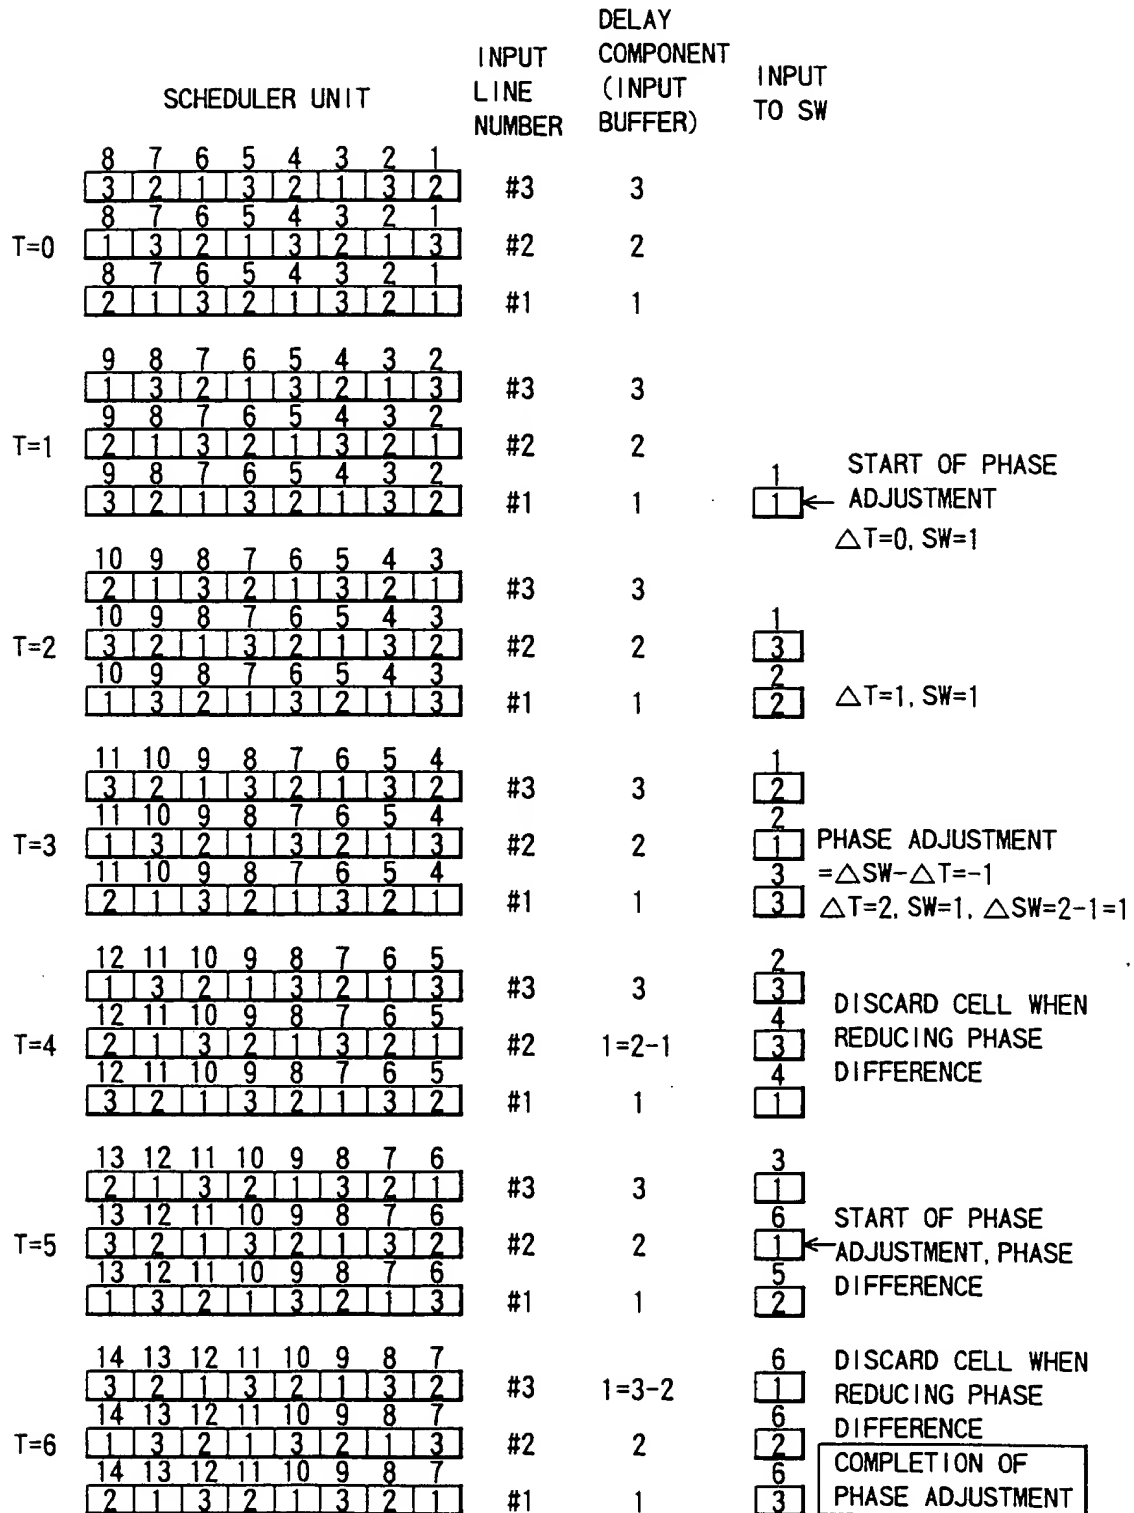 SCHEDULER UNIT
INPUT
LINE
NUMBER
DELAY
COMPONENT
(INPUT
BUFFER)
INPUT
TO SW
T=0
8 7 6 5 4 3 2 1
3 2 1 3 2 1 3 2 #3 3
8 7 6 5 4 3 2 1
1 3 2 1 3 2 1 3 #2 2
8 7 6 5 4 3 2 1
2 1 3 2 1 3 2 1 #1 1
T=1
9 8 7 6 5 4 3 2
1 3 2 1 3 2 1 3 #3 3
9 8 7 6 5 4 3 2
2 1 3 2 1 3 2 1 #2 2
9 8 7 6 5 4 3 2 1
3 2 1 3 2 1 3 2 #1 1 1
START OF PHASE
ADJUSTMENT
△T=0, SW=1
T=2
10 9 8 7 6 5 4 3
2 1 3 2 1 3 2 1 #3 3
10 9 8 7 6 5 4 3 1
3 2 1 3 2 1 3 2 #2 2 3
10 9 8 7 6 5 4 3 2
1 3 2 1 3 2 1 3 #1 1 2
△T=1, SW=1
T=3
11 10 9 8 7 6 5 4 1
3 2 1 3 2 1 3 2 #3 3 2
11 10 9 8 7 6 5 4 2
1 3 2 1 3 2 1 3 #2 2 1
11 10 9 8 7 6 5 4 3
2 1 3 2 1 3 2 1 #1 1 3
PHASE ADJUSTMENT
=△SW-△T=-1
△T=2, SW=1, △SW=2-1=1
T=4
12 11 10 9 8 7 6 5 2
1 3 2 1 3 2 1 3 #3 3 3
12 11 10 9 8 7 6 5 4
2 1 3 2 1 3 2 1 #2 1=2-1 3
12 11 10 9 8 7 6 5 4
3 2 1 3 2 1 3 2 #1 1 1
DISCARD CELL WHEN
REDUCING PHASE
DIFFERENCE
T=5
13 12 11 10 9 8 7 6 3
2 1 3 2 1 3 2 1 #3 3 1
13 12 11 10 9 8 7 6 6
3 2 1 3 2 1 3 2 #2 2 1
13 12 11 10 9 8 7 6 5
1 3 2 1 3 2 1 3 #1 1 2
START OF PHASE
ADJUSTMENT, PHASE
DIFFERENCE
T=6
14 13 12 11 10 9 8 7 6
3 2 1 3 2 1 3 2 #3 1=3-2 1
14 13 12 11 10 9 8 7 6
1 3 2 1 3 2 1 3 #2 2 2
14 13 12 11 10 9 8 7 6
2 1 3 2 1 3 2 1 #1 1 3
DISCARD CELL WHEN
REDUCING PHASE
DIFFERENCE
COMPLETION OF
PHASE ADJUSTMENT